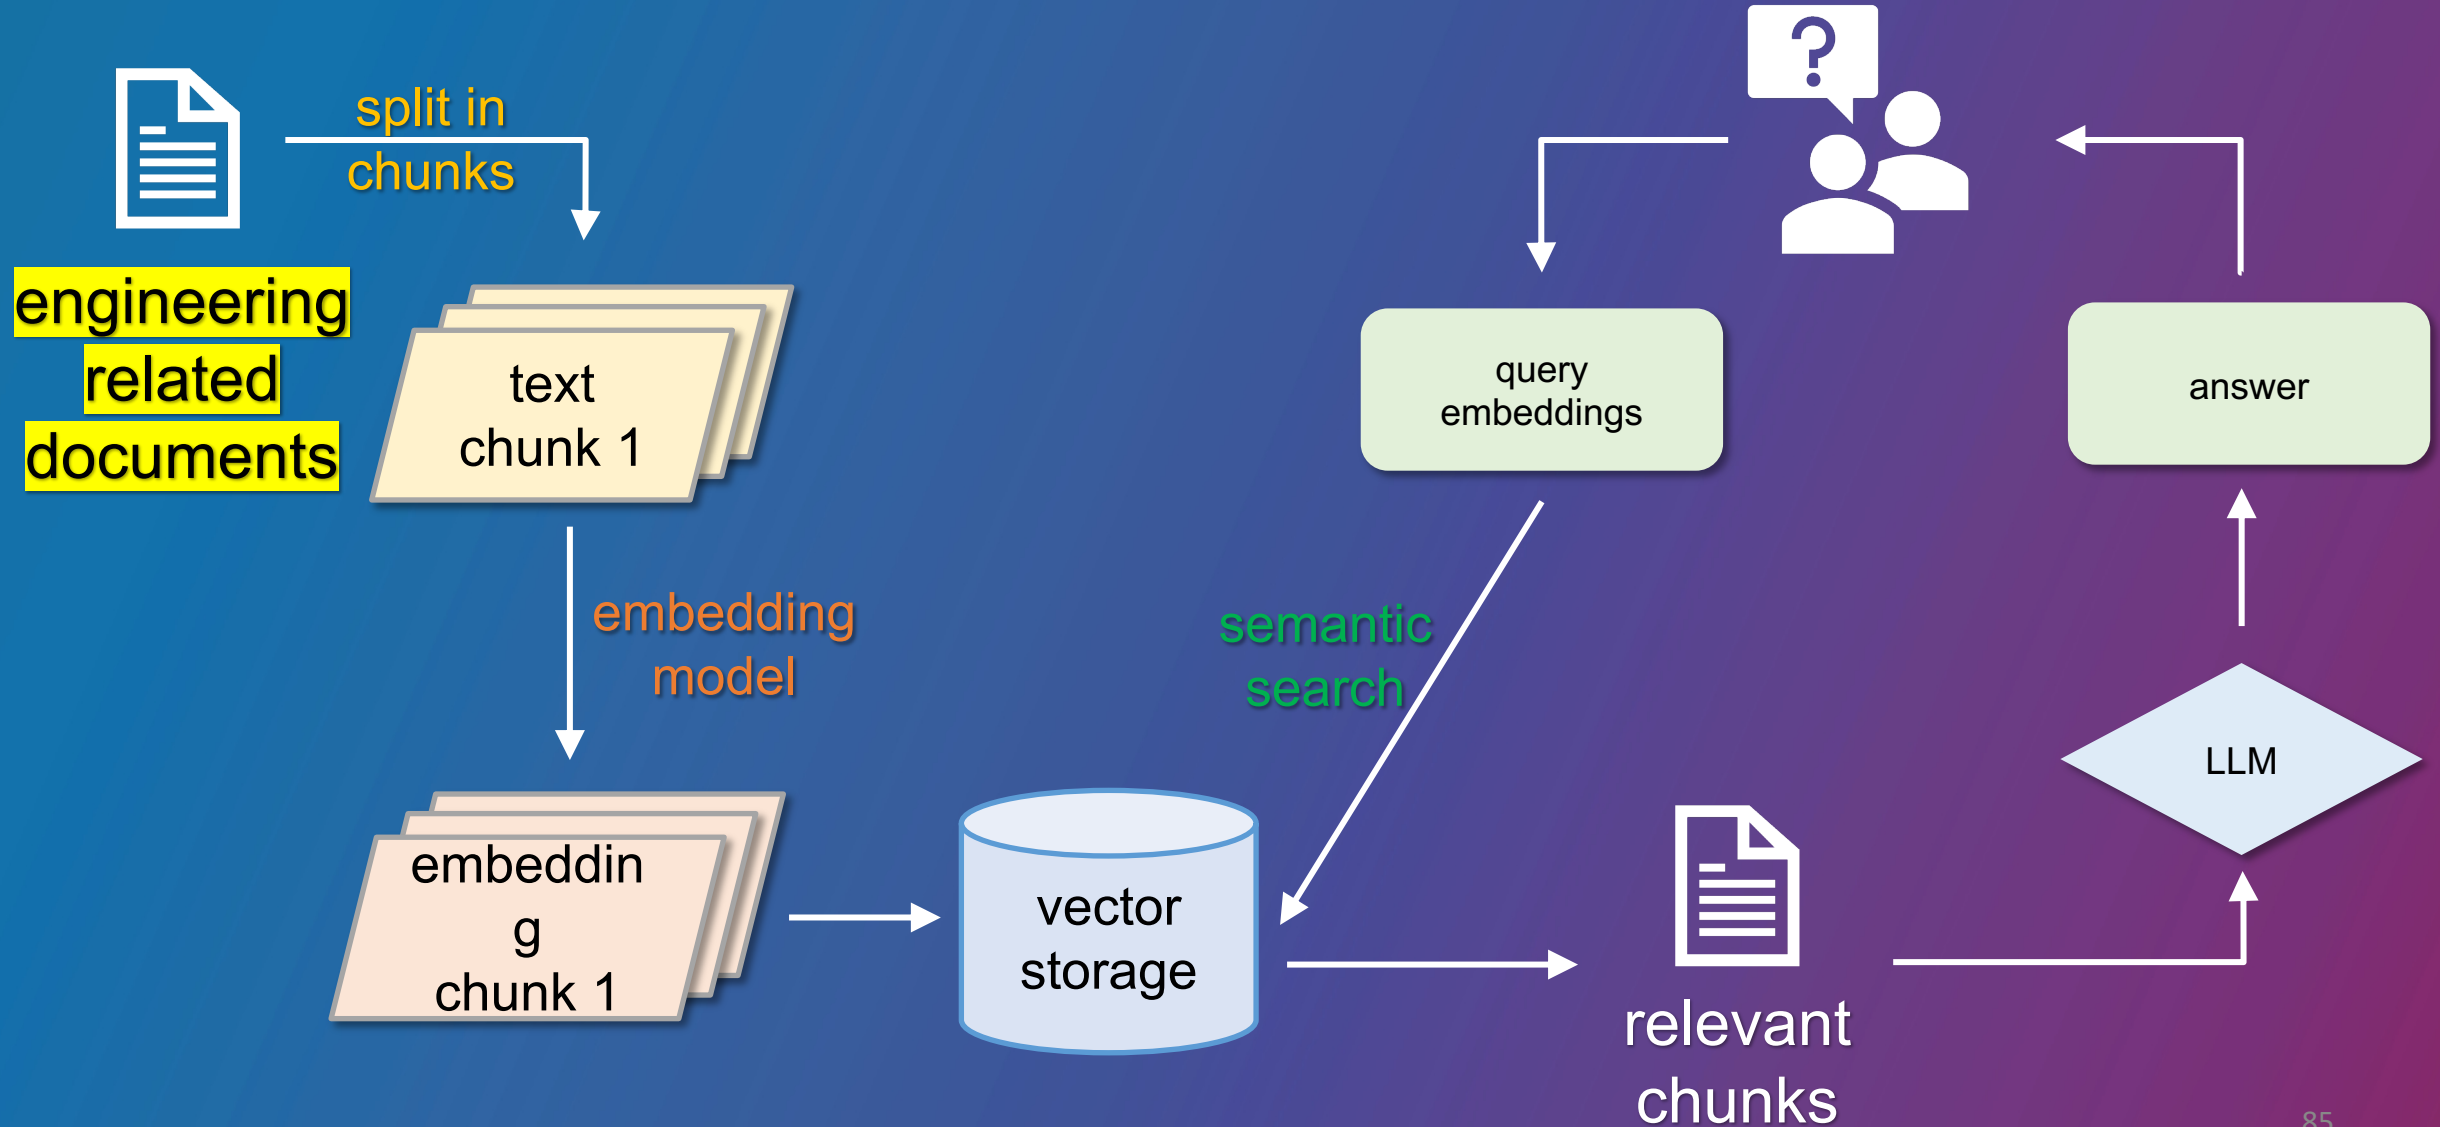 split in
chunks
?
engineering
related
documents
text
chunk 1
query
embeddings
answer
embedding
model
semantic
search
LLM
embeddin
g
chunk 1
vector
storage
relevant
chunks
85